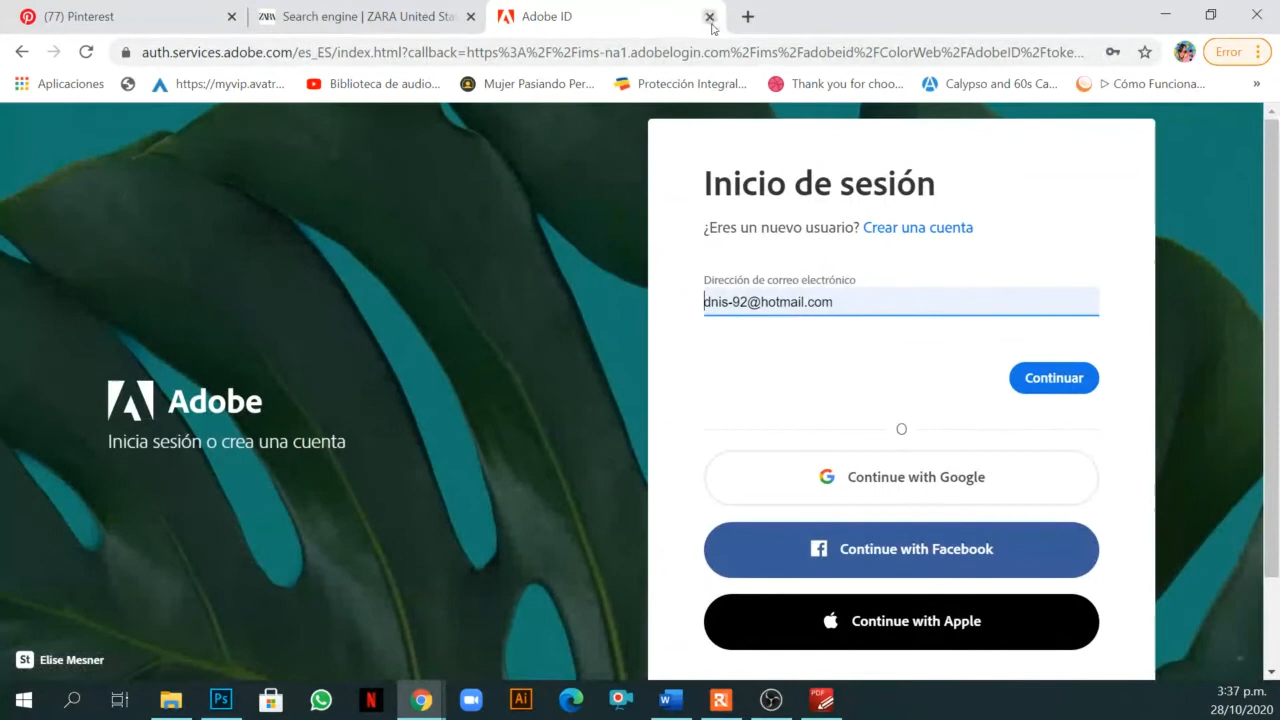 (77) Pinterest
ZARA
Search engine | ZARA United Sta
Adobe ID
auth.services.adobe.com/es_ES/index.html?callback=https%3A%2F%2Fims-na1.adobelogin.com%2Fims%2Fadobeid%2FColorWeb%2FAdobeID%2Ftoke...
Error
Aplicaciones
https://myvip.avatr...
Biblioteca de audio...
Mujer Pasiando Per...
Protección Integral...
Thank you for choo...
Calypso and 60s Ca...
▷ Cómo Funciona...
»
Inicio de sesión
¿Eres un nuevo usuario? Crear una cuenta
Dirección de correo electrónico
dnis-92@hotmail.com
Continuar
O
Continue with Google
Continue with Facebook
Continue with Apple
Adobe
Inicia sesión o crea una cuenta
St Elise Mesner
Ps
N
Ai
W
PDF
3:37 p.m.
28/10/2020